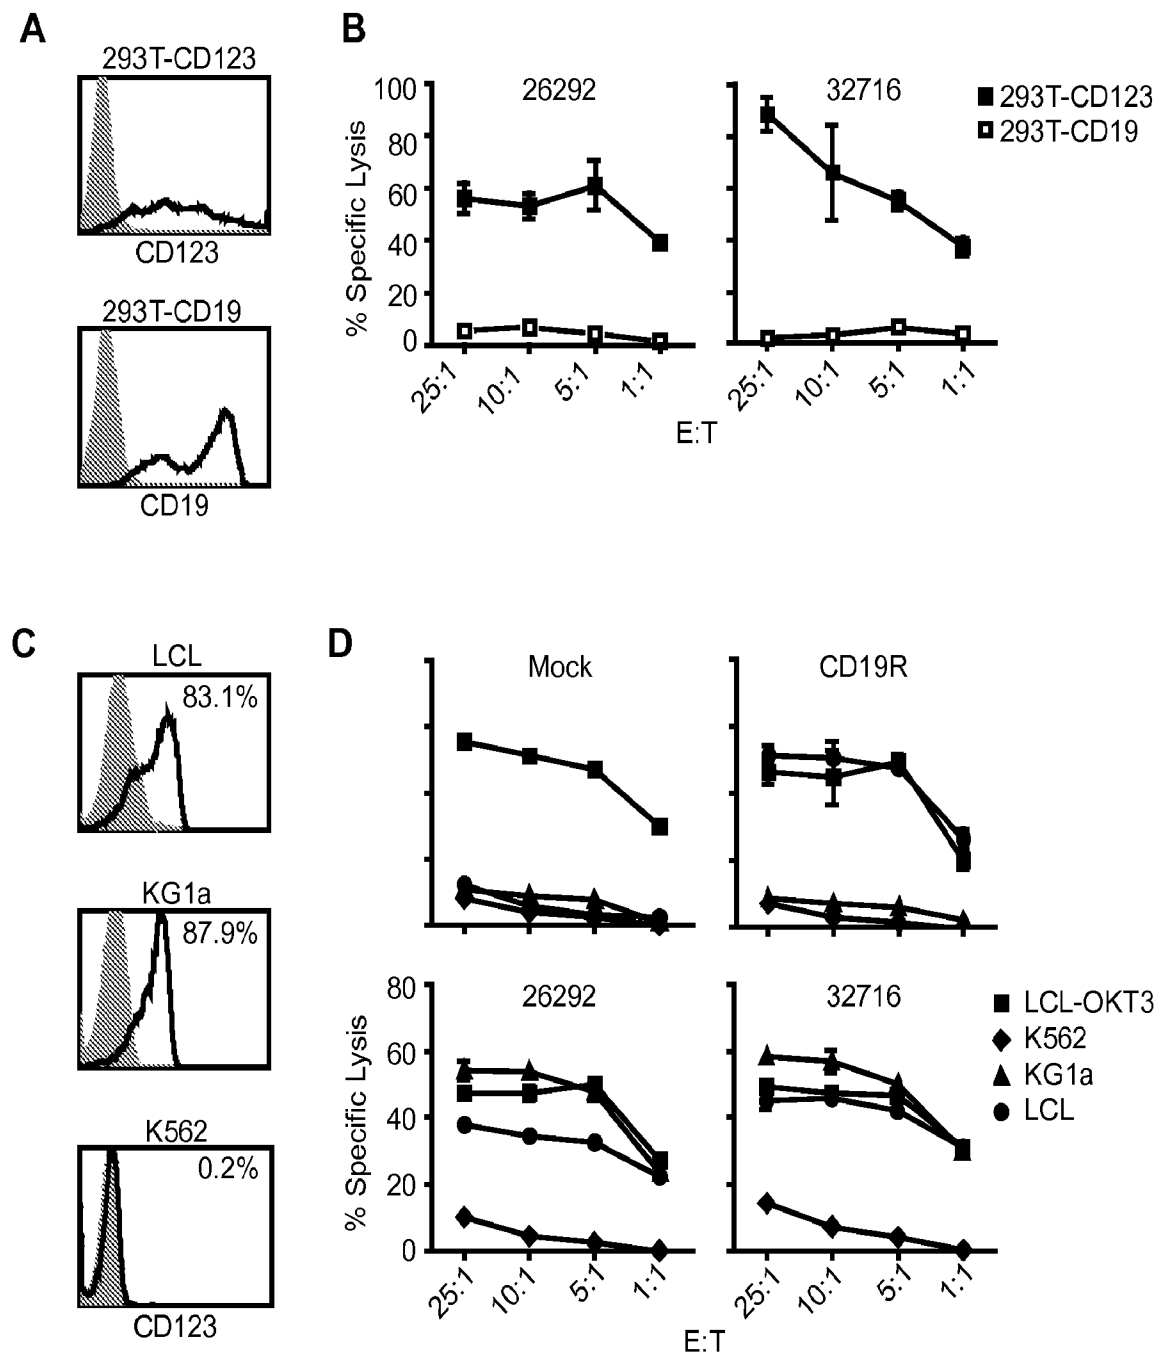 A
293T-CD123
CD123
293T-CD19
CD19
B
26292
32716
293T-CD123
293T-CD19
% Specific Lysis
100
80
60
40
20
0
25:1
10:1
5:1
1:1
25:1
10:1
5:1
1:1
E:T
C
LCL
83.1%
KG1a
87.9%
K562
0.2%
CD123
D
Mock
CD19R
26292
32716
LCL-OKT3
K562
KG1a
LCL
% Specific Lysis
80
60
40
20
0
25:1
10:1
5:1
1:1
25:1
10:1
5:1
1:1
E:T